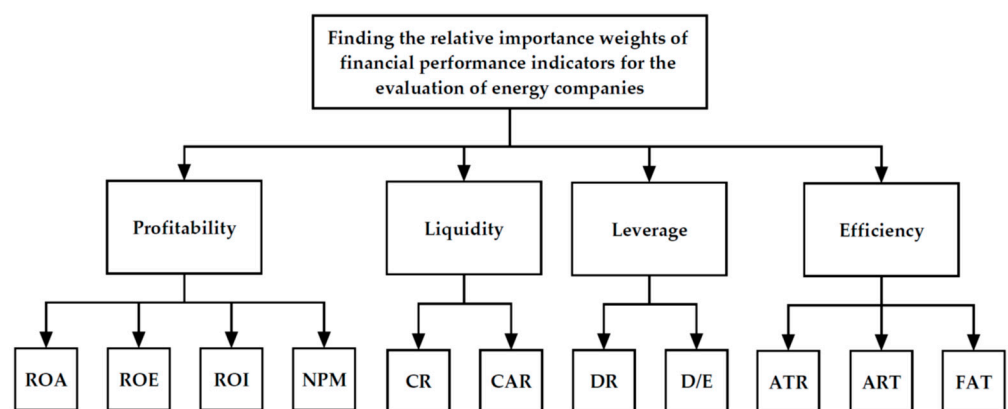 Finding the relative importance weights of
financial performance indicators for the
evaluation of energy companies
Profitability
Liquidity
Leverage
Efficiency
ROA
ROE
ROI
NPM
CR
CAR
DR
D/E
ATR
ART
FAT